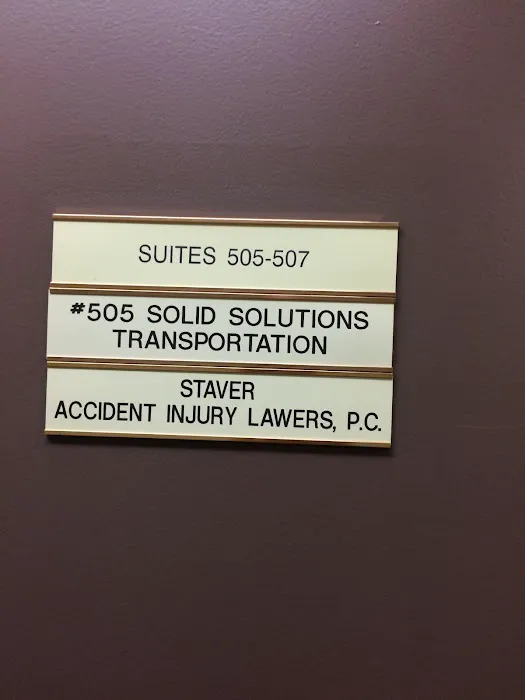 SUITES 505-507
#505 SOLID SOLUTIONS
TRANSPORTATION
STAVER
ACCIDENT INJURY LAWERS, P.C.